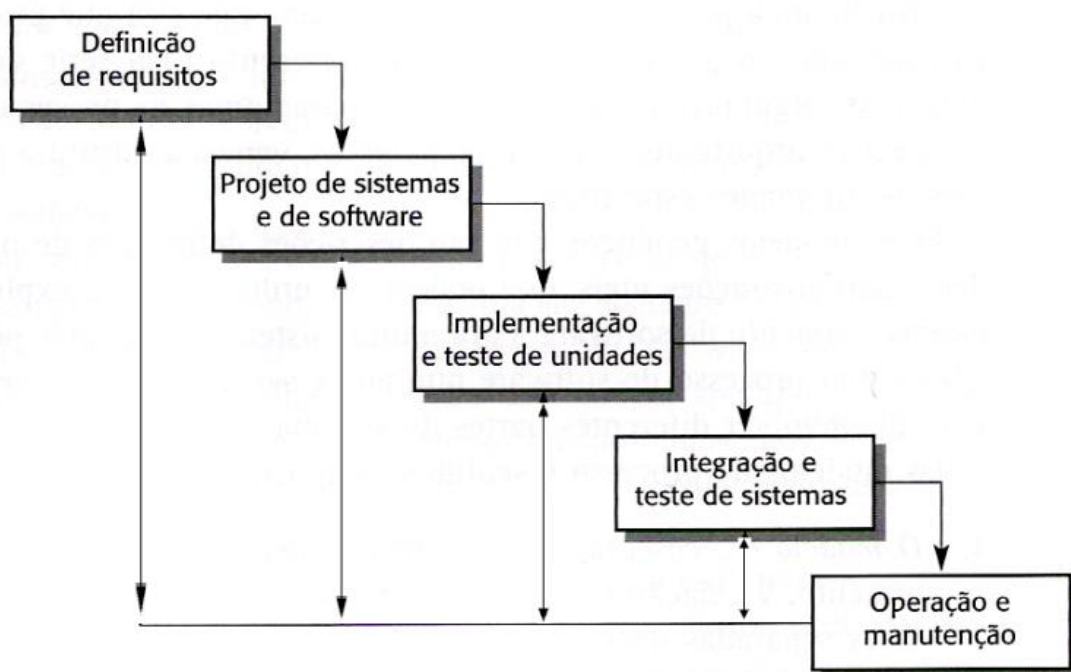 Definição
de requisitos
Projeto de sistemas
e de software
Implementação
e teste de unidades
Integração e
teste de sistemas
Operação e
manutenção